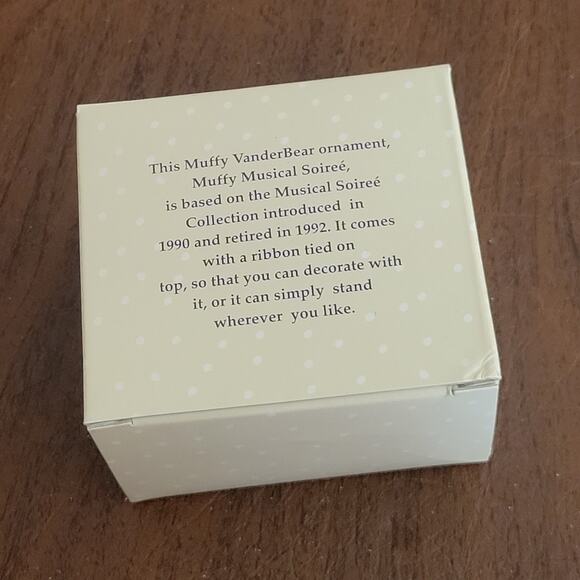 This Muffy VanderBear ornament,
Muffy Musical Soireé,
is based on the Musical Soireé
Collection introduced in
1990 and retired in 1992. It comes
with a ribbon tied on
top, so that you can decorate with
it, or it can simply stand
wherever you like.